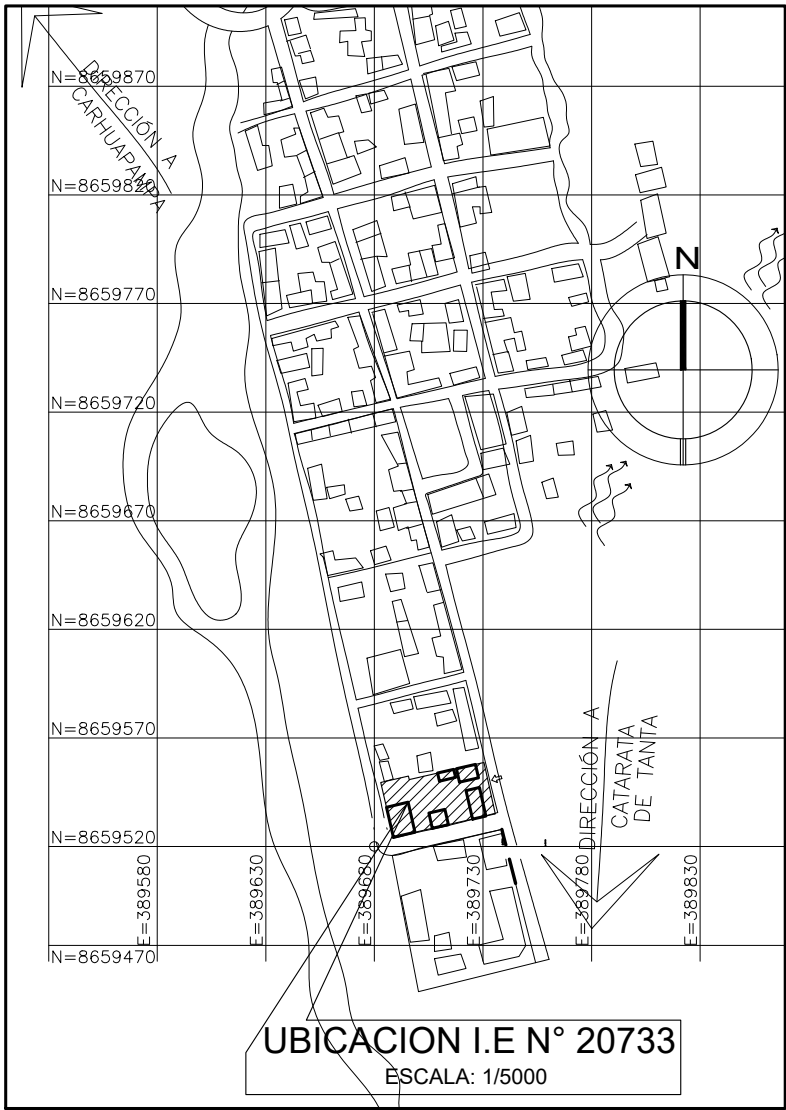 DIRECCIÓN A
CARHUAPAMPA
N=8659870
N=8659820
N=8659770
N
N=8659720
N=8659670
N=8659620
N=8659570
N=8659520
N=8659470
E=389580
E=389630
E=389680
E=389730
E=389780
E=389830
DIRECCIÓN A
CATARATA
DE TANTA
UBICACION I.E N° 20733
ESCALA: 1/5000